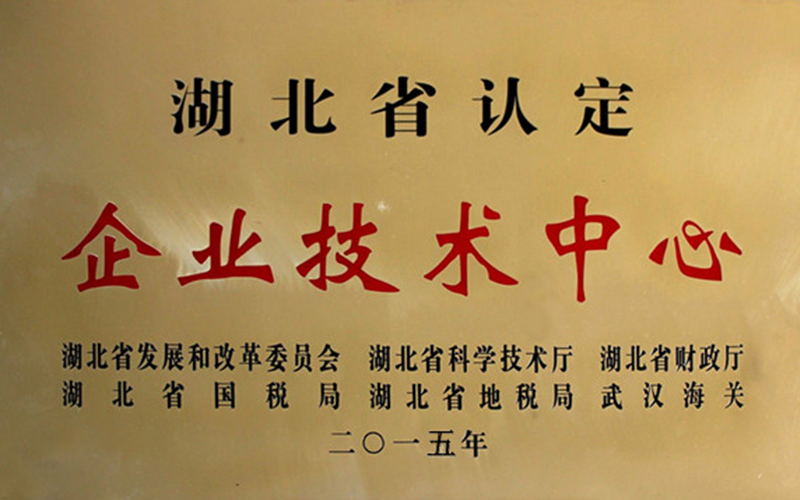 湖北省认定
企业技术中心
湖北省发展和改革委员会 湖北省科学技术厅 湖北省财政厅
湖北省国税局 湖北省地税局 武汉海关
二〇一五年